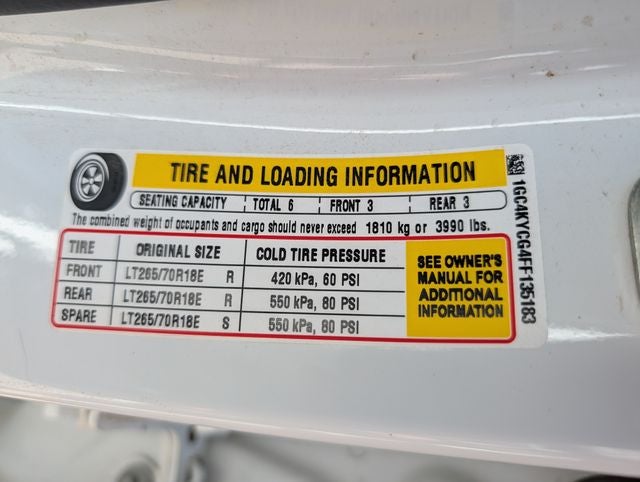 TIRE AND LOADING INFORMATION
SEATING CAPACITY TOTAL 6 FRONT 3 REAR 3
The combined weight of occupants and cargo should never exceed 1810 kg or 3990 lbs.
TIRE ORIGINAL SIZE COLD TIRE PRESSURE
FRONT LT265/70R18E R 420 kPa, 60 PSI
REAR LT265/70R18E R 550 kPa, 80 PSI
SPARE LT265/70R18E S 550 kPa, 80 PSI
SEE OWNER'S
MANUAL FOR
ADDITIONAL
INFORMATION
1GC4KYCG4FF135183